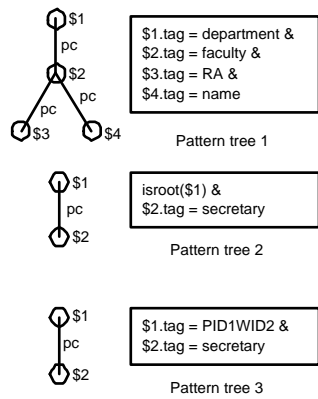 $1
pc
$2
pc
pc
$3
$4
$1.tag = department &
$2.tag = faculty &
$3.tag = RA &
$4.tag = name
Pattern tree 1
$1
pc
$2
isroot($1) &
$2.tag = secretary
Pattern tree 2
$1
pc
$2
$1.tag = PID1WID2 &
$2.tag = secretary
Pattern tree 3